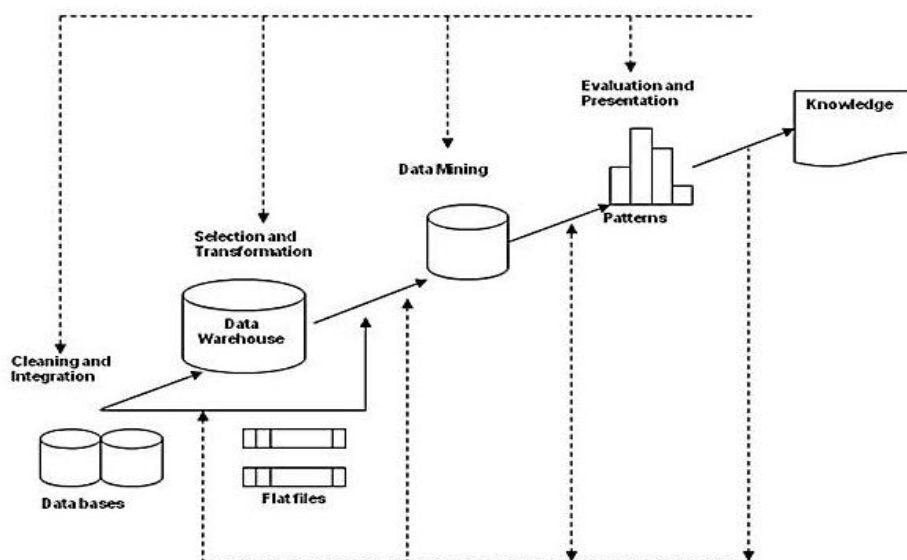 Evaluation and
Presentation
Knowledge
Data Mining
Patterns
Selection and
Transformation
Data
Warehouse
Cleaning and
Integration
Data bases
Flat files